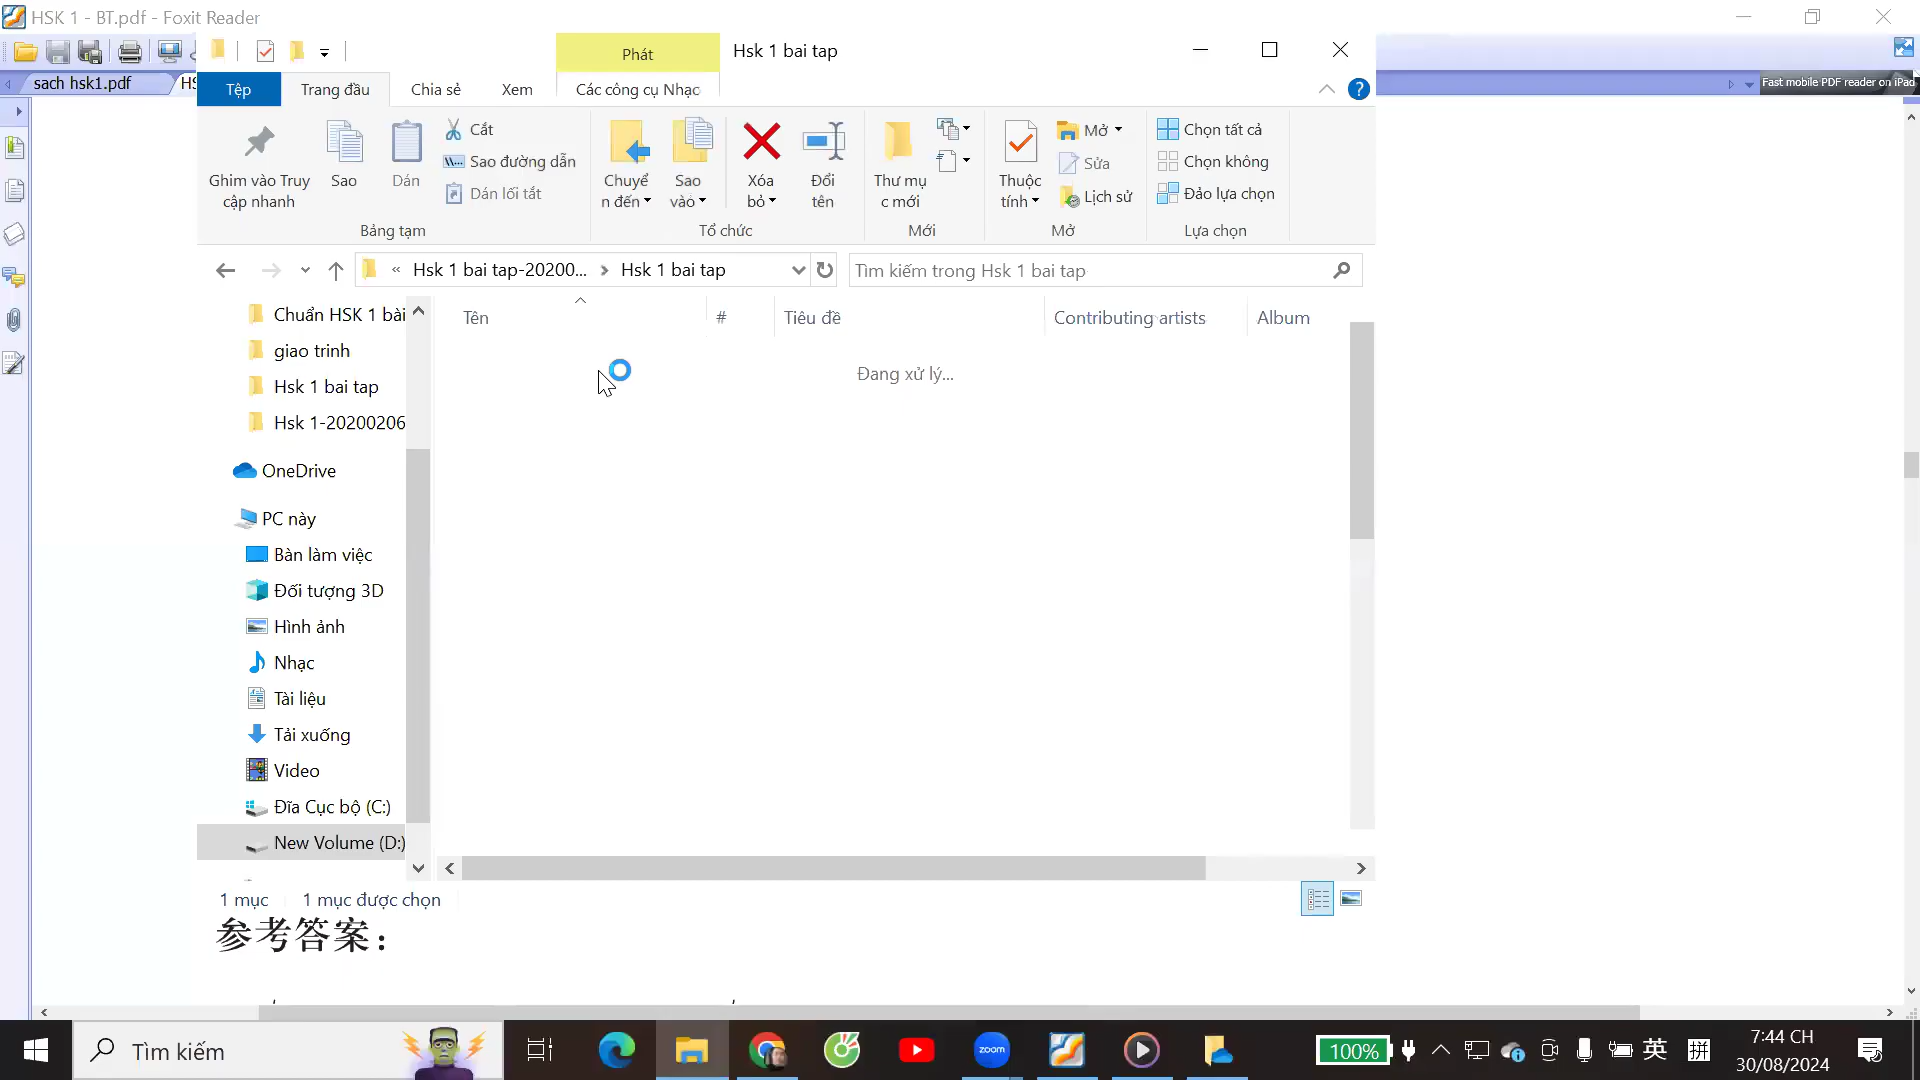 HSK 1 - BT.pdf - Foxit Reader
Phát
Hsk 1 bai tap
sach hsk1.pdf
Fast mobile PDF reader on iPad
Tệp
Trang đầu
Chia sẻ
Xem
Các công cụ Nhạc
?
Ghim vào Truy
cập nhanh
Sao
Dán
Cắt
Sao đường dẫn
Dán lối tắt
Bảng tạm
Chuyể
n đến
Sao
vào
Xóa
bỏ
Đổi
tên
Tổ chức
Thư mụ
c mới
Mới
Thuộc
tính
Mở
Sửa
Lịch sử
Mở
Chọn tất cả
Chọn không
Đảo lựa chọn
Lựa chọn
« Hsk 1 bai tap-20200... > Hsk 1 bai tap
Tìm kiếm trong Hsk 1 bai tap
Tên
#
Tiêu đề
Contributing artists
Album
Đang xử lý...
Chuẩn HSK 1 bài
giao trinh
Hsk 1 bai tap
Hsk 1-20200206
OneDrive
PC này
Bàn làm việc
Đối tượng 3D
Hình ảnh
Nhạc
Tài liệu
Tải xuống
Video
Đĩa Cục bộ (C:)
New Volume (D:)
1 mục
1 mục được chọn
参考答案：
Tìm kiếm
zoom
100%
英
拼
7:44 CH
30/08/2024